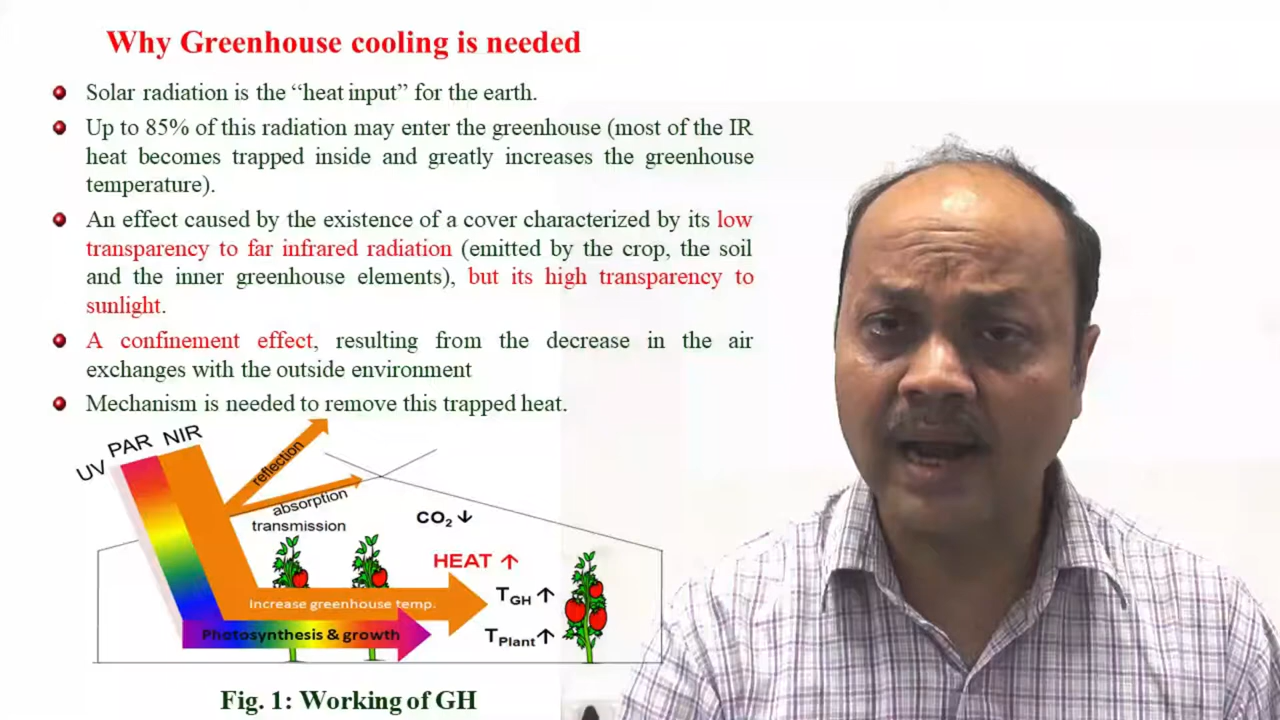 Why Greenhouse cooling is needed
Solar radiation is the “heat input” for the earth.
Up to 85% of this radiation may enter the greenhouse (most of the IR
heat becomes trapped inside and greatly increases the greenhouse
temperature).
An effect caused by the existence of a cover characterized by its low
transparency to far infrared radiation (emitted by the crop, the soil
and the inner greenhouse elements), but its high transparency to
sunlight.
A confinement effect, resulting from the decrease in the air
exchanges with the outside environment
Mechanism is needed to remove this trapped heat.
UV PAR NIR
reflection
absorption
transmission
CO₂ ↓
HEAT ↑
Increase greenhouse temp.
T_GH ↑
Photosynthesis & growth
T_Plant ↑
Fig. 1: Working of GH